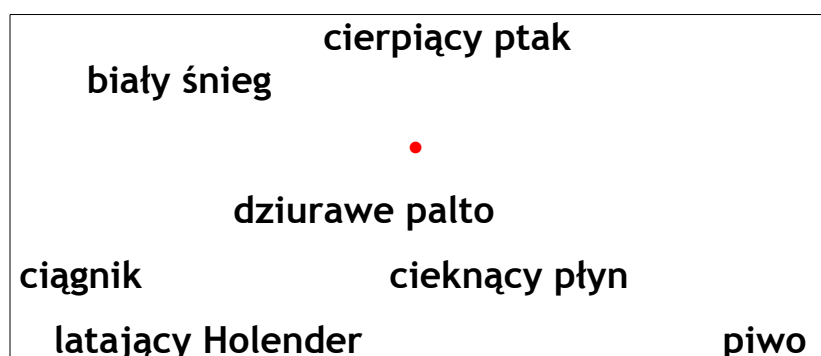 cierpiący ptak
biały śnieg
dziurawe palto
ciągnik
cieknący płyn
latający Holender
piwo